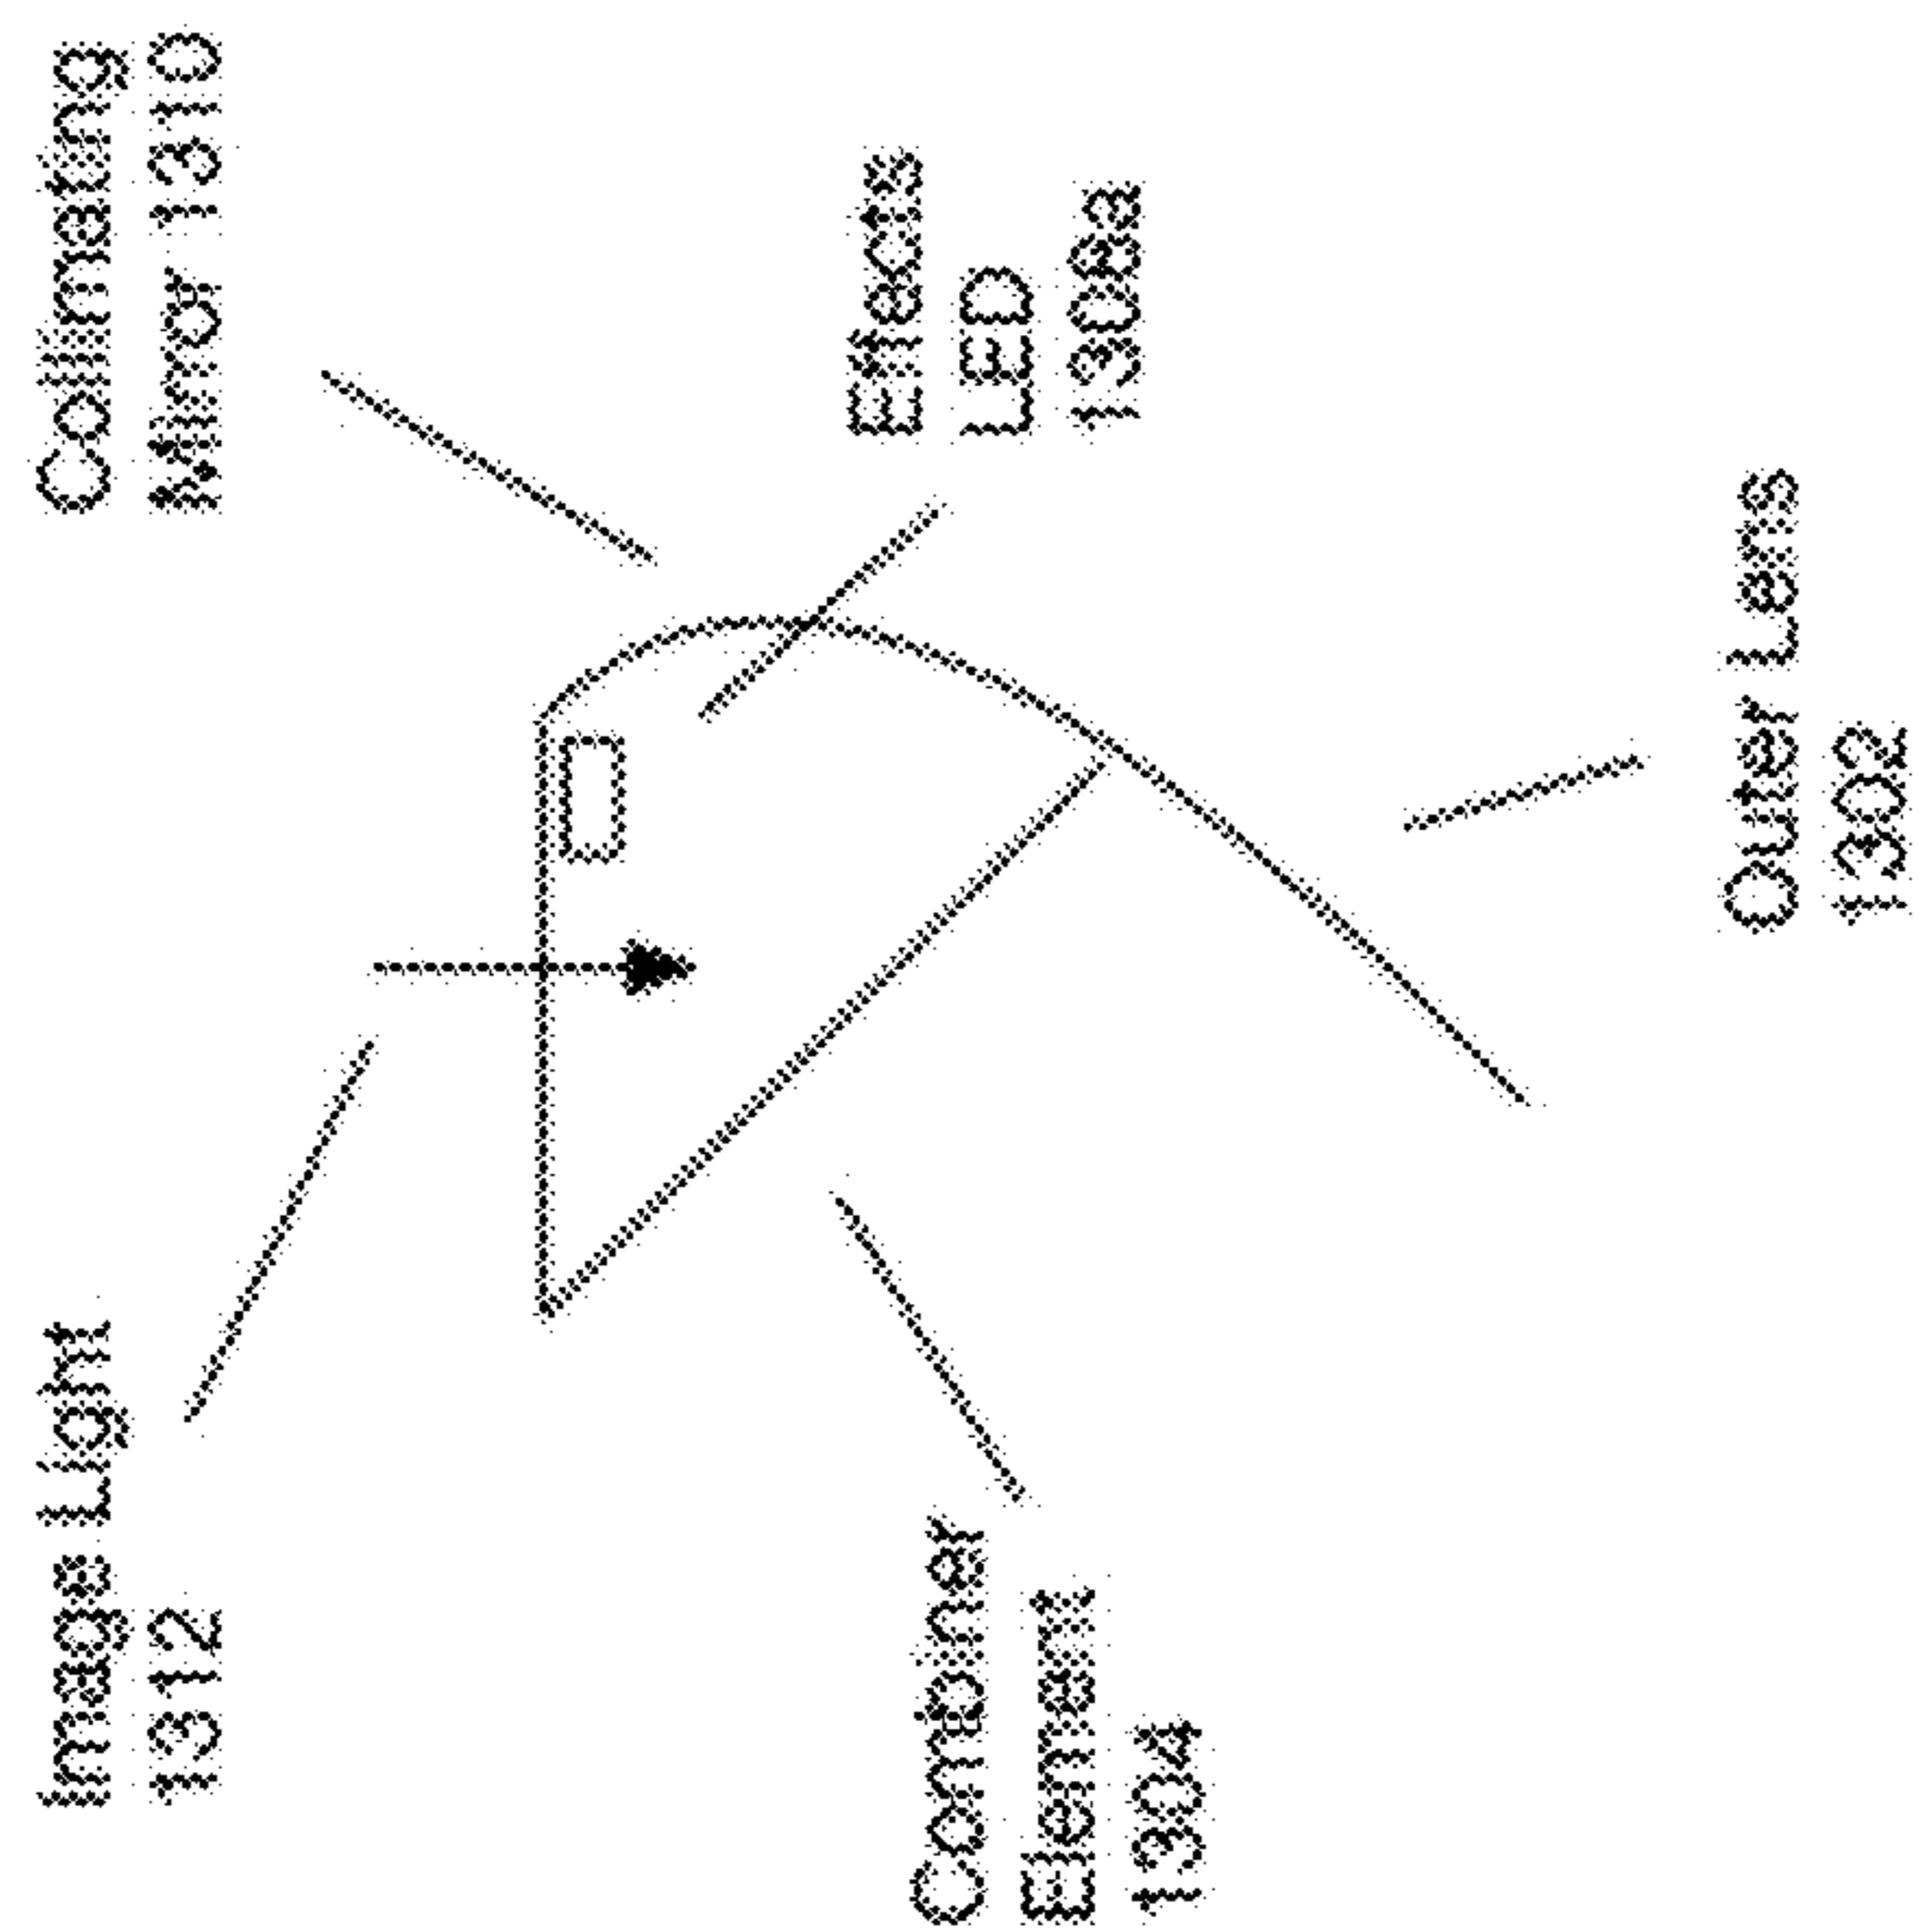 Collimating
Mirror 1310
Effects
LED
1308a
Outer Lens
1302
Image Light
1312
Combiner
Element
1304